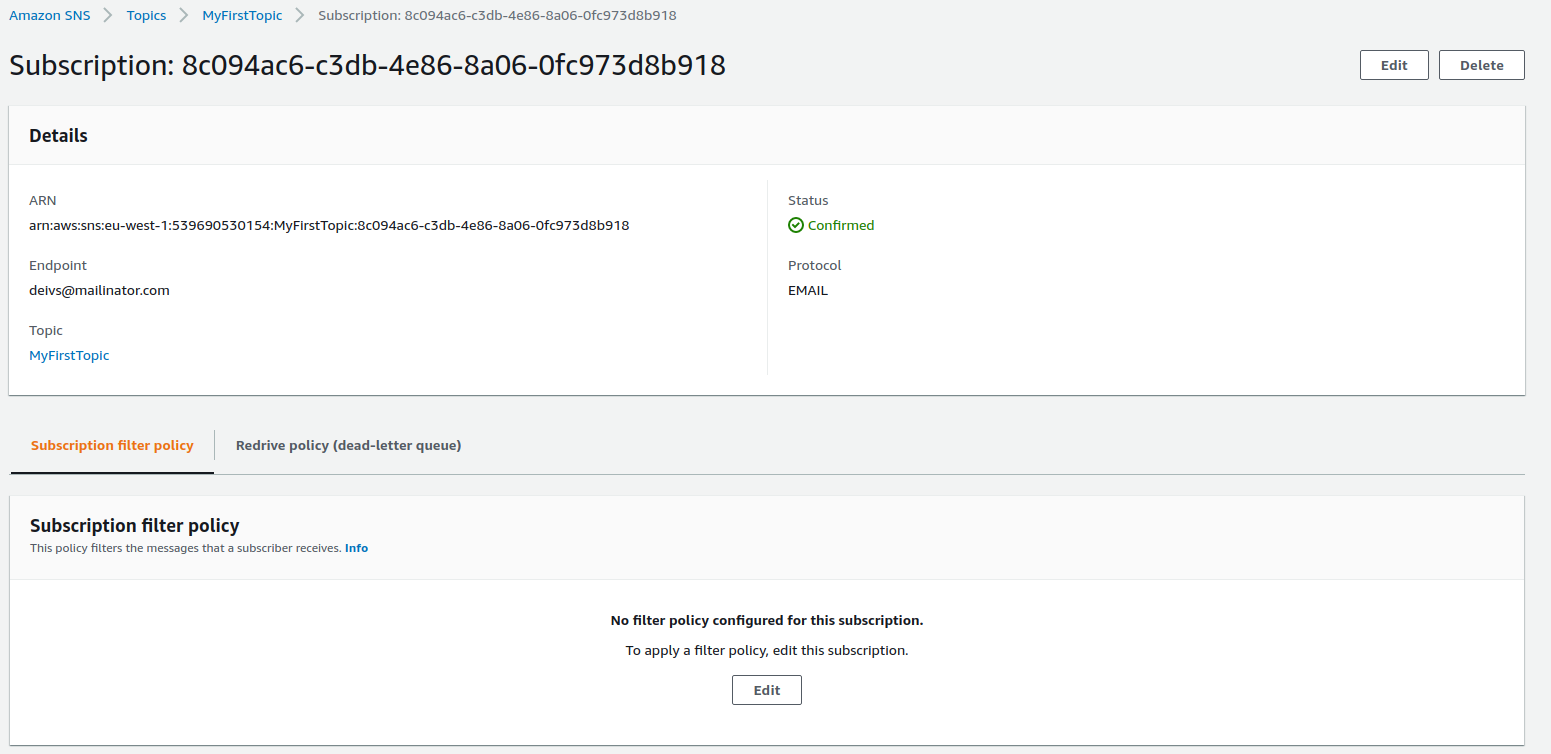 Amazon SNS > Topics > MyFirstTopic > Subscription: 8c094ac6-c3db-4e86-8a06-0fc973d8b918
Subscription: 8c094ac6-c3db-4e86-8a06-0fc973d8b918
Edit
Delete
Details
ARN
arn:aws:sns:eu-west-1:539690530154:MyFirstTopic:8c094ac6-c3db-4e86-8a06-0fc973d8b918
Endpoint
deivs@mailinator.com
Topic
MyFirstTopic
Status
Confirmed
Protocol
EMAIL
Subscription filter policy
Redrive policy (dead-letter queue)
Subscription filter policy
This policy filters the messages that a subscriber receives. Info
No filter policy configured for this subscription.
To apply a filter policy, edit this subscription.
Edit